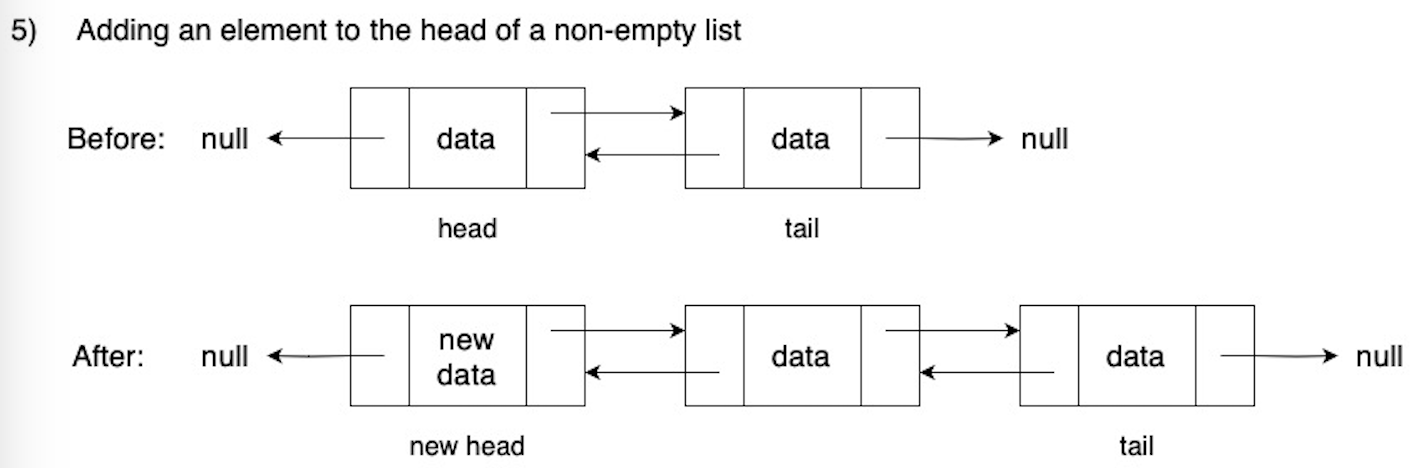 5) Adding an element to the head of a non-empty list
Before: null data data null
head tail
After: null new data data data null
new head tail